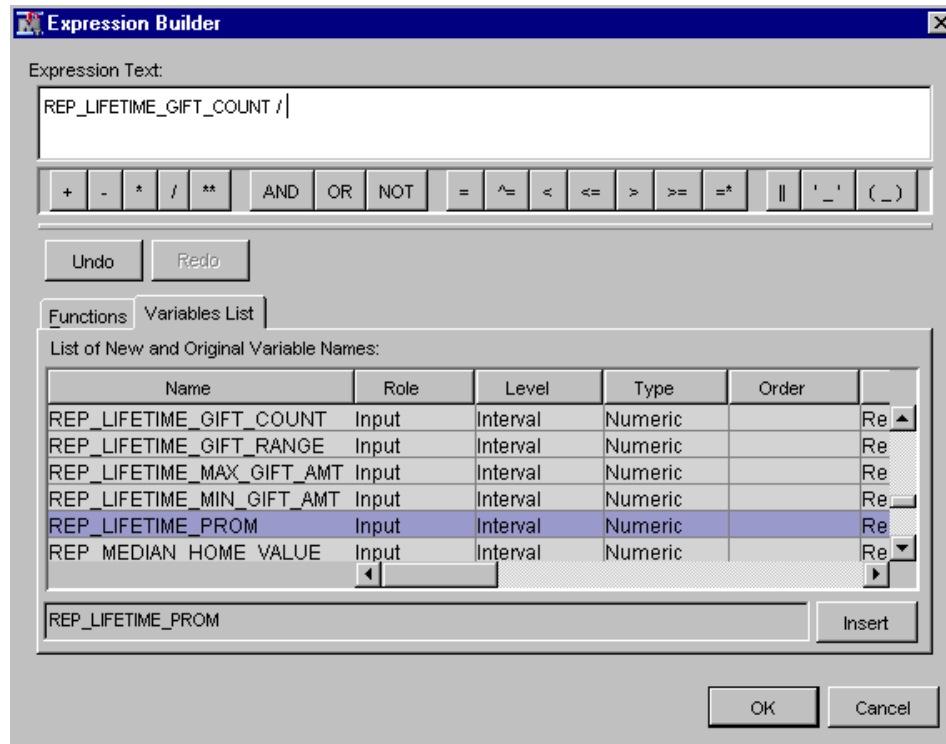 Expression Builder
Expression Text:
REP_LIFETIME_GIFT_COUNT /
+ - * / ** AND OR NOT = ^= < <= > >= =* || '_' (_)
Undo Redo
Functions Variables List
List of New and Original Variable Names:
Name Role Level Type Order
REP_LIFETIME_GIFT_COUNT Input Interval Numeric Re
REP_LIFETIME_GIFT_RANGE Input Interval Numeric Re
REP_LIFETIME_MAX_GIFT_AMT Input Interval Numeric Re
REP_LIFETIME_MIN_GIFT_AMT Input Interval Numeric Re
REP_LIFETIME_PROM Input Interval Numeric Re
REP_MEDIAN_HOME_VALUE Input Interval Numeric Re
REP_LIFETIME_PROM Insert
OK Cancel